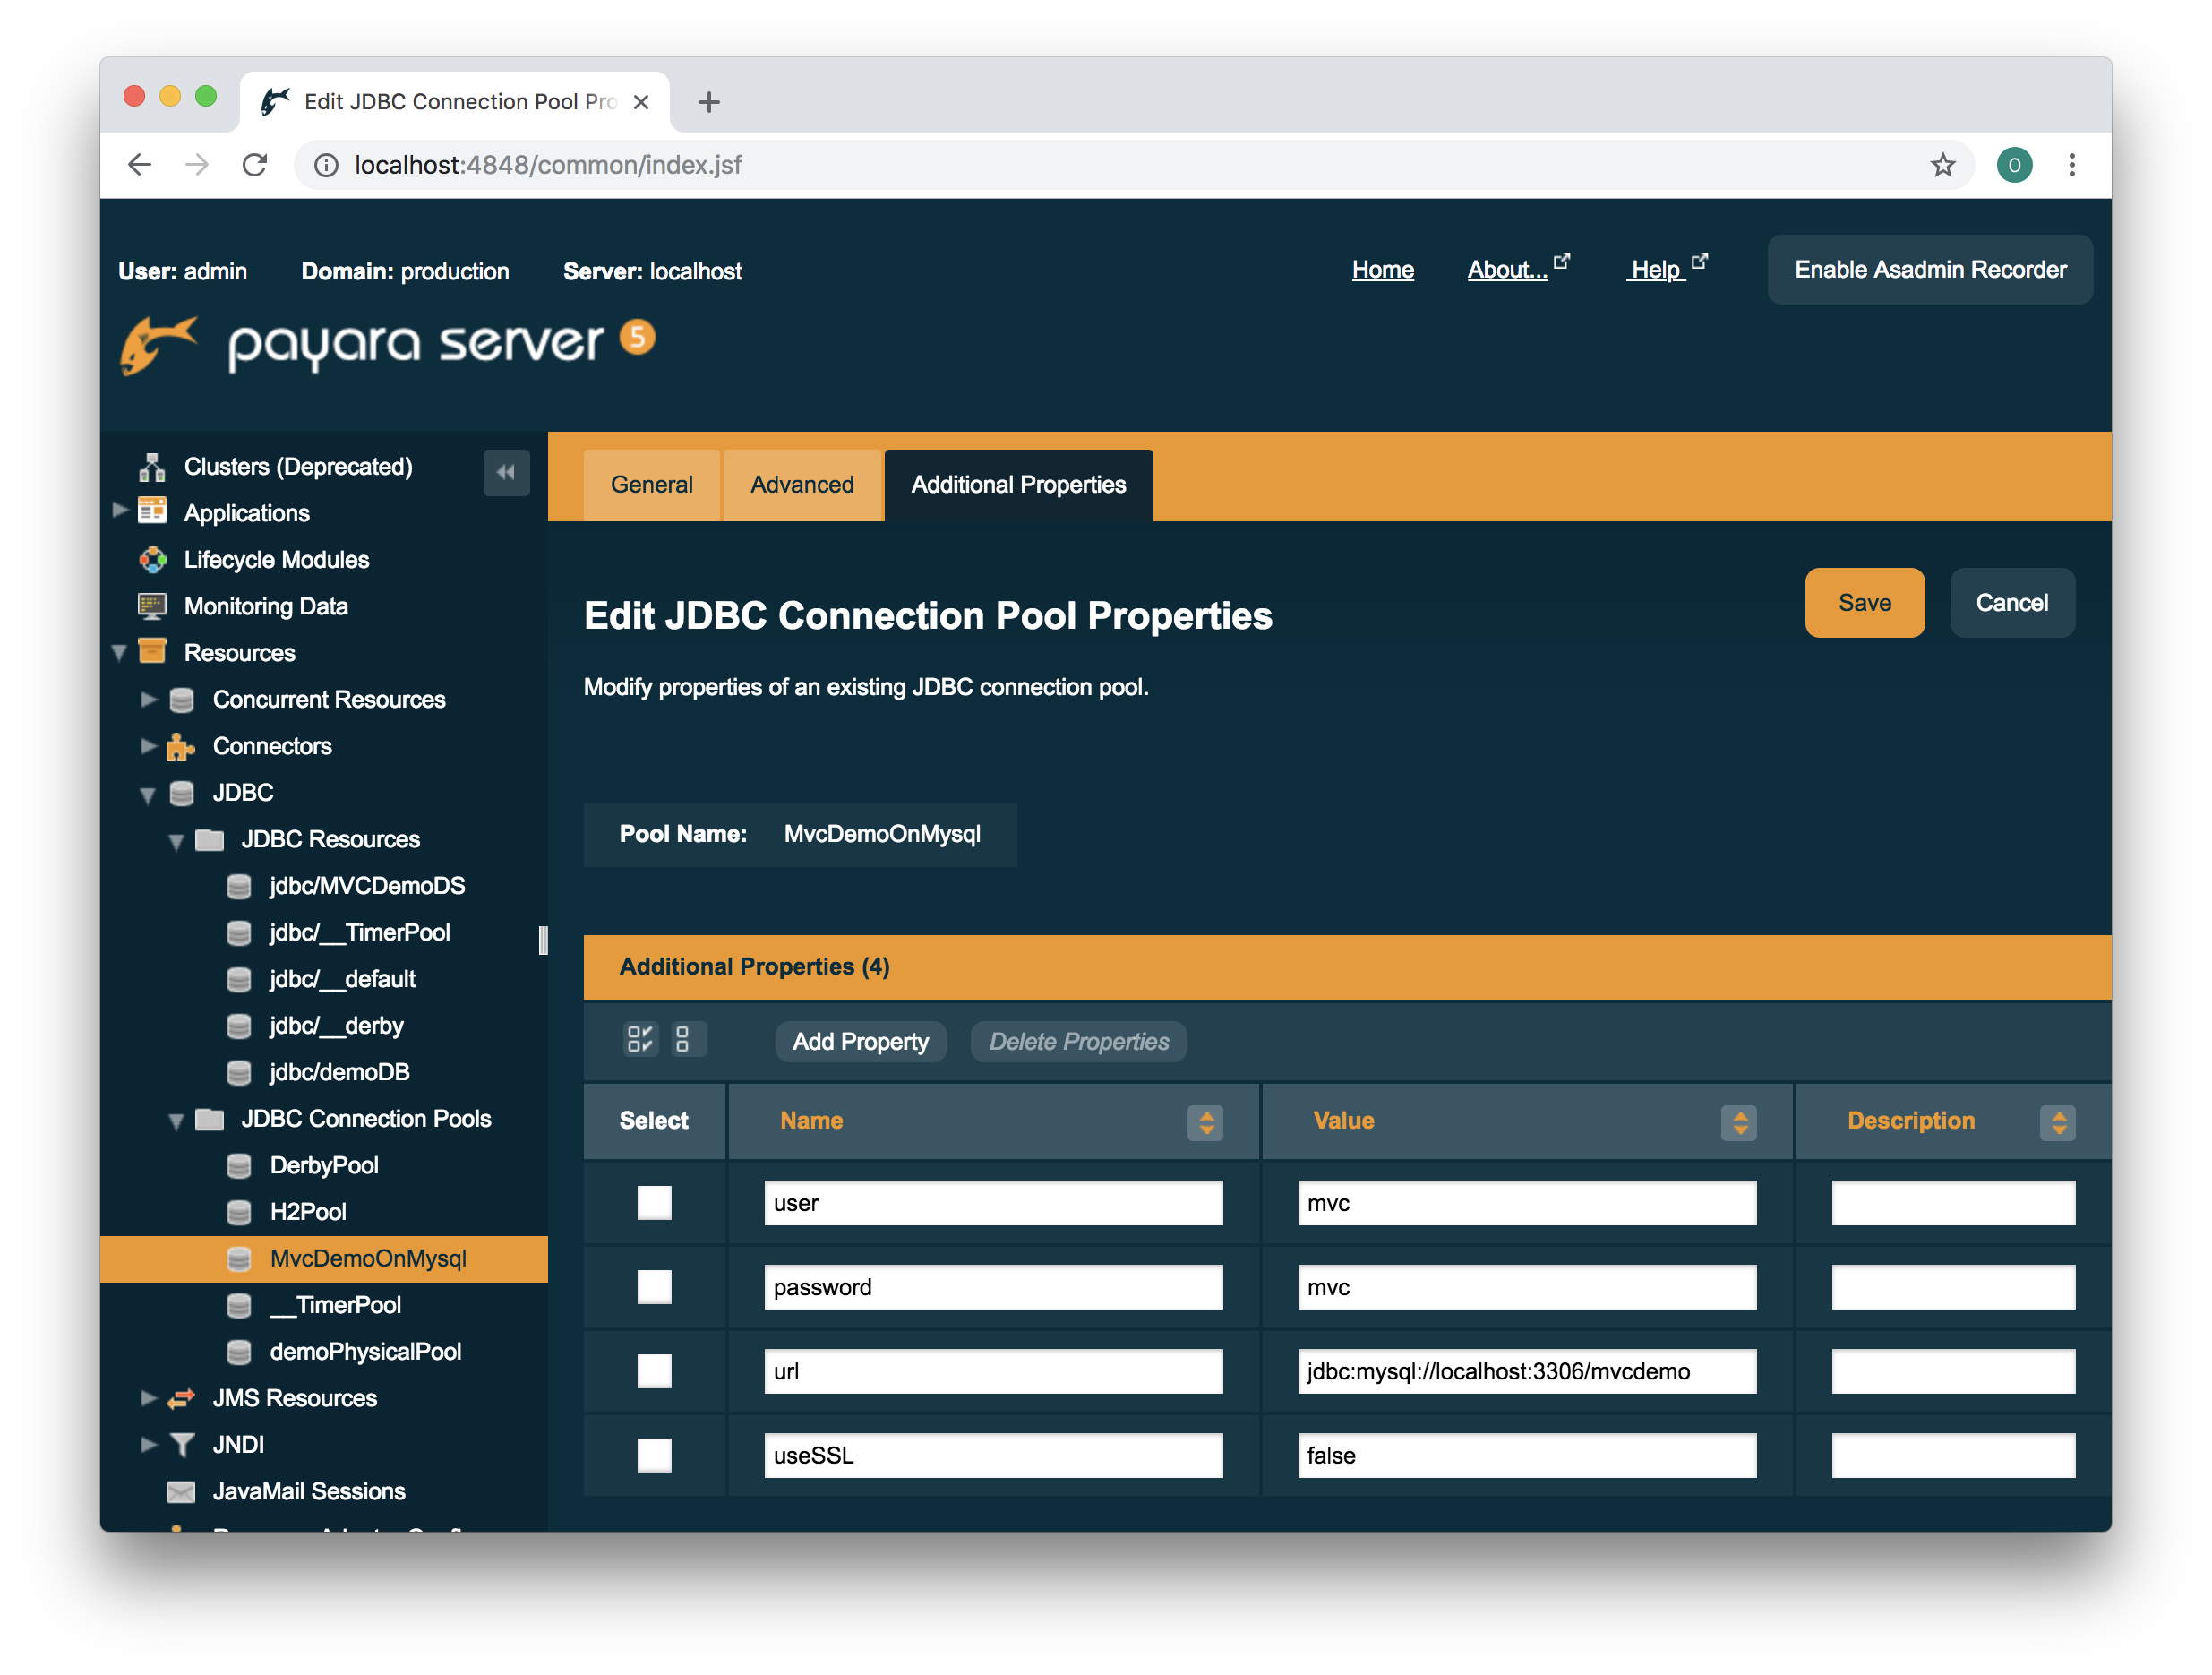 Edit JDBC Connection Pool Pro
localhost:4848/common/index.jsf
O
User: admin Domain: production Server: localhost
Home About... Help Enable Asadmin Recorder
payara server 5
Clusters (Deprecated)
Applications
Lifecycle Modules
Monitoring Data
Resources
Concurrent Resources
Connectors
JDBC
JDBC Resources
jdbc/MVCDemoDS
jdbc/__TimerPool
jdbc/__default
jdbc/__derby
jdbc/demoDB
JDBC Connection Pools
DerbyPool
H2Pool
MvcDemoOnMysql
__TimerPool
demoPhysicalPool
JMS Resources
JNDI
JavaMail Sessions
General Advanced Additional Properties
Edit JDBC Connection Pool Properties
Save Cancel
Modify properties of an existing JDBC connection pool.
Pool Name: MvcDemoOnMysql
Additional Properties (4)
Add Property Delete Properties
Select Name Value Description
user mvc
password mvc
url jdbc:mysql://localhost:3306/mvcdemo
useSSL false